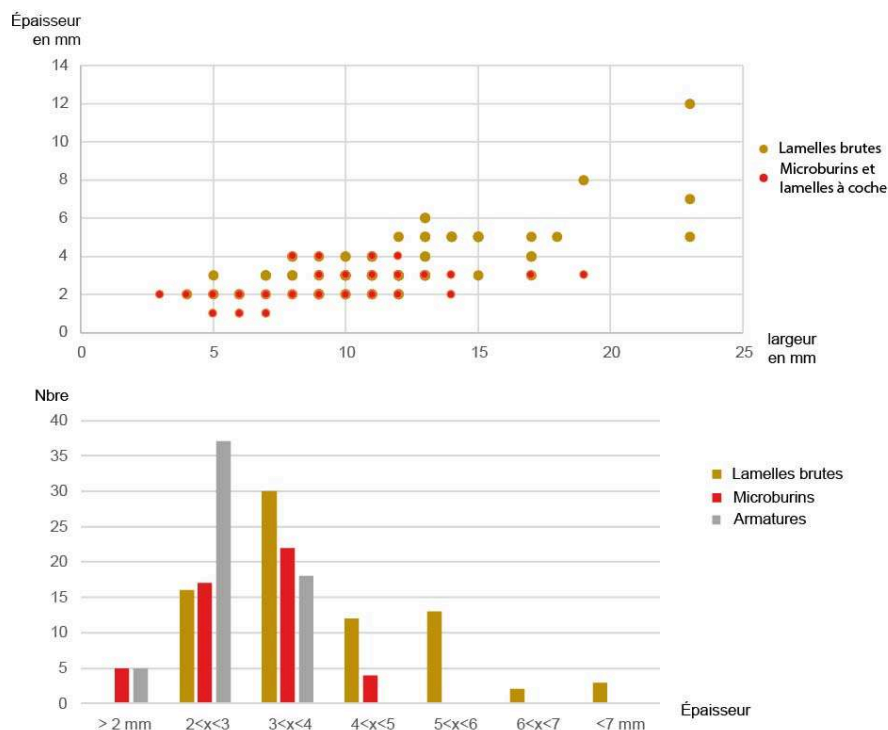 Épaisseur
en mm
14
12
10
8
6
4
2
0
0 5 10 15 20 25
largeur
en mm
Lamelles brutes
Microburins et
lamelles à coche
Nbre
40
35
30
25
20
15
10
5
0
> 2 mm 2<x<3 3<x<4 4<x<5 5<x<6 6<x<7 <7 mm
Épaisseur
Lamelles brutes
Microburins
Armatures